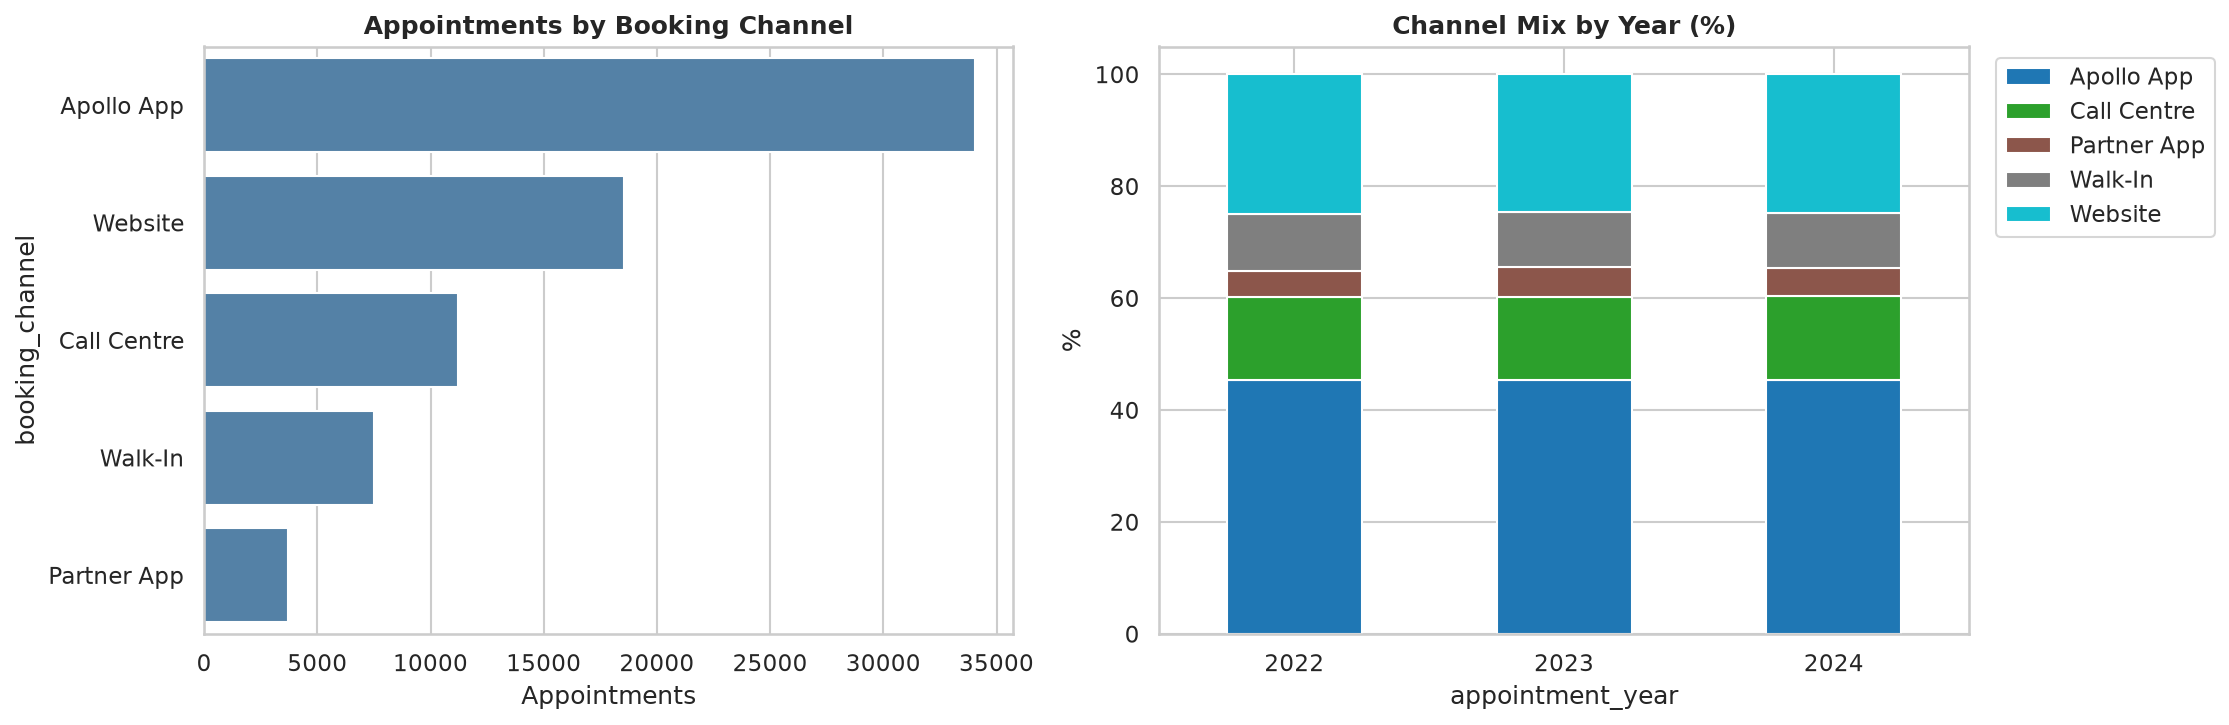 Appointments by Booking Channel
booking_channel
Apollo App
Website
Call Centre
Walk-In
Partner App
0 5000 10000 15000 20000 25000 30000 35000
Appointments
Channel Mix by Year (%)
%
100
80
60
40
20
0
2022 2023 2024
appointment_year
Apollo App
Call Centre
Partner App
Walk-In
Website